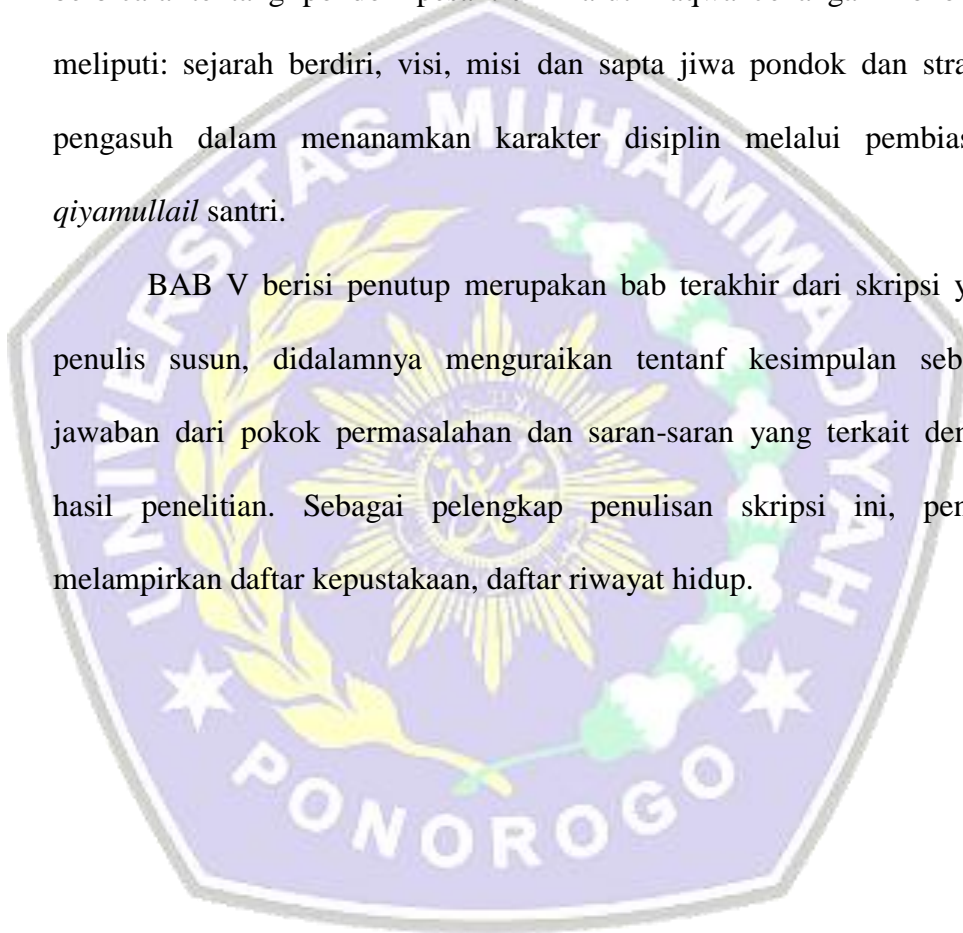 meliputi: sejarah berdiri, visi, misi dan sapta jiwa pondok dan stra
pengasuh dalam menanamkan karakter disiplin melalui pembias
qiyamullail santri.
BAB V berisi penutup merupakan bab terakhir dari skripsi y
penulis susun, didalamnya menguraikan tentanf kesimpulan seb
jawaban dari pokok permasalahan dan saran-saran yang terkait den
hasil penelitian. Sebagai pelengkap penulisan skripsi ini, pen
melampirkan daftar kepustakaan, daftar riwayat hidup.
UNIVERSITAS MUHAMMADIYAH
PONOROGO